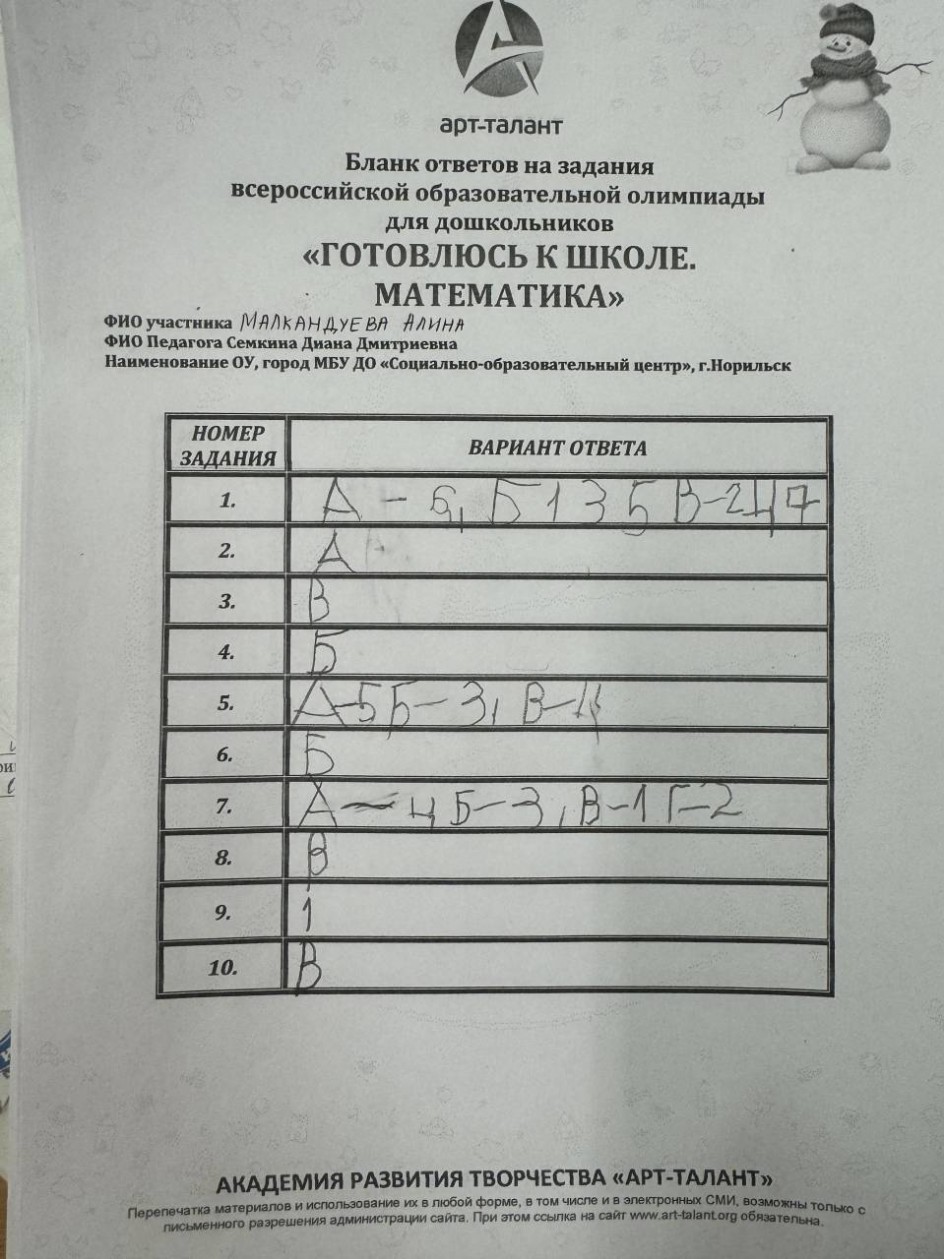 арт-талант
Бланк ответов на задания
всероссийской образовательной олимпиады
для дошкольников
«ГОТОВЛЮСЬ К ШКОЛЕ.
МАТЕМАТИКА»
ФИО участника МАЛКАНДУЕВА АЛИНА
ФИО Педагога Семкина Диана Дмитриевна
Наименование ОУ, город МБУ ДО «Социально-образовательный центр», г.Норильск
НОМЕР ЗАДАНИЯ ВАРИАНТ ОТВЕТА
1. А - 6, Б 1 3 5 В-2 4 7
2. А
3. В
4. Б
5. А-5 Б-3, В-4
6. Б
7. А-4 Б-3, В-1 Г-2
8. В
9. 1
10. В
АКАДЕМИЯ РАЗВИТИЯ ТВОРЧЕСТВА «АРТ-ТАЛАНТ»
Перепечатка материалов и использование их в любой форме, в том числе и в электронных СМИ, возможны только с
письменного разрешения администрации сайта. При этом ссылка на сайт www.art-talant.org обязательна.